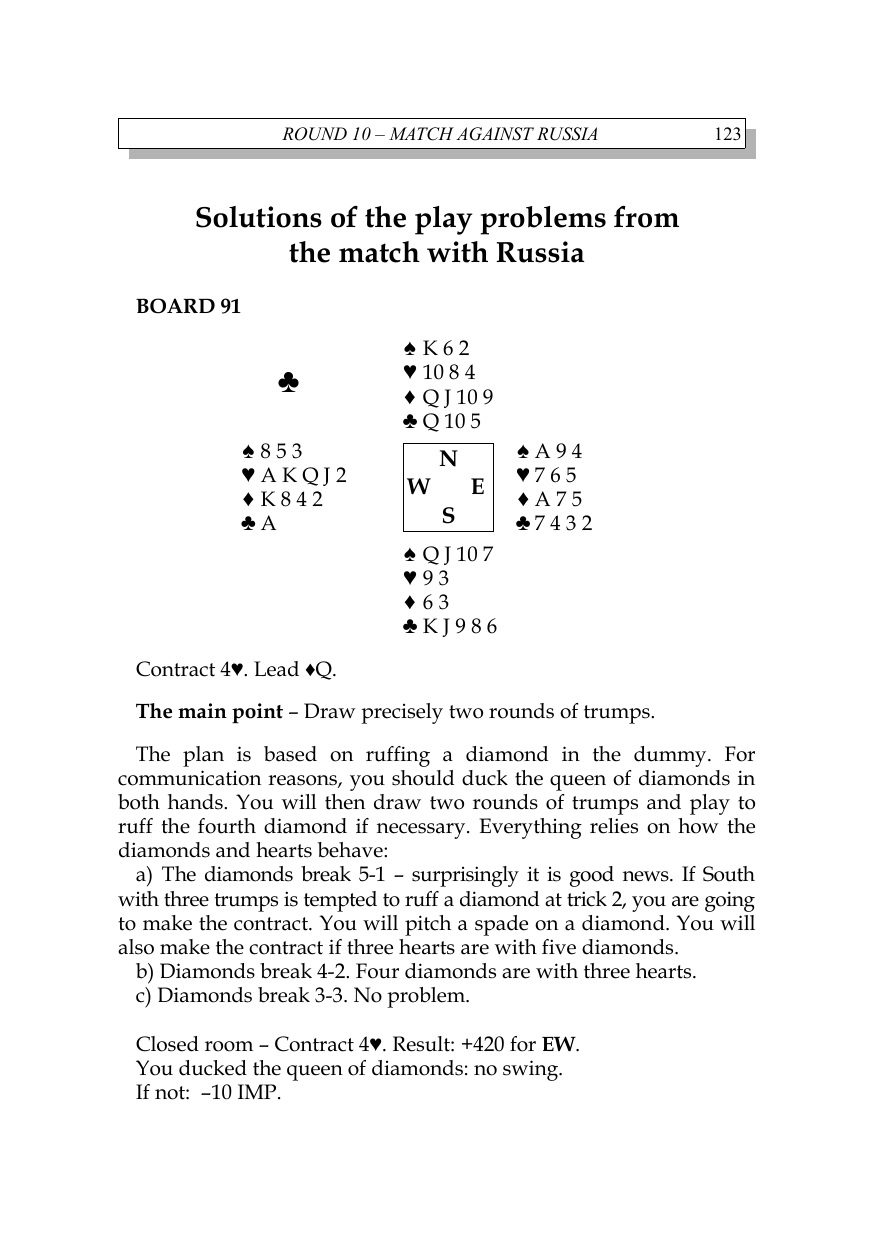 ROUND 10 – MATCH AGAINST RUSSIA 123
Solutions of the play problems from
the match with Russia
BOARD 91
♣
♠ K 6 2
♥ 10 8 4
♦ Q J 10 9
♣ Q 10 5
♠ 8 5 3
♥ A K Q J 2
♦ K 8 4 2
♣ A
N
W E
S
♠ A 9 4
♥ 7 6 5
♦ A 7 5
♣ 7 4 3 2
♠ Q J 10 7
♥ 9 3
♦ 6 3
♣ K J 9 8 6
Contract 4♥. Lead ♦Q.
The main point – Draw precisely two rounds of trumps.
The plan is based on ruffing a diamond in the dummy. For
communication reasons, you should duck the queen of diamonds in
both hands. You will then draw two rounds of trumps and play to
ruff the fourth diamond if necessary. Everything relies on how the
diamonds and hearts behave:
a) The diamonds break 5-1 – surprisingly it is good news. If South
with three trumps is tempted to ruff a diamond at trick 2, you are going
to make the contract. You will pitch a spade on a diamond. You will
also make the contract if three hearts are with five diamonds.
b) Diamonds break 4-2. Four diamonds are with three hearts.
c) Diamonds break 3-3. No problem.
Closed room – Contract 4♥. Result: +420 for EW.
You ducked the queen of diamonds: no swing.
If not: –10 IMP.